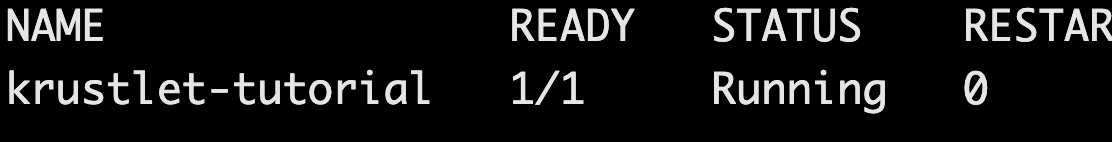 NAME READY STATUS RESTAR
krustlet-tutorial 1/1 Running 0